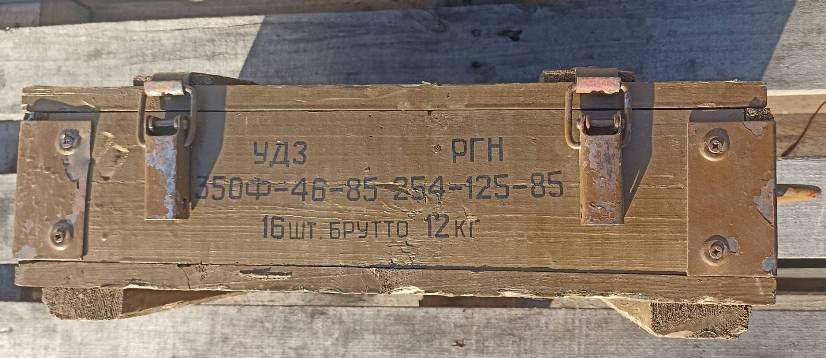 УДЗ РГН
350Ф-46-85 254-125-85
16 ШТ. БРУТТО 12 КГ